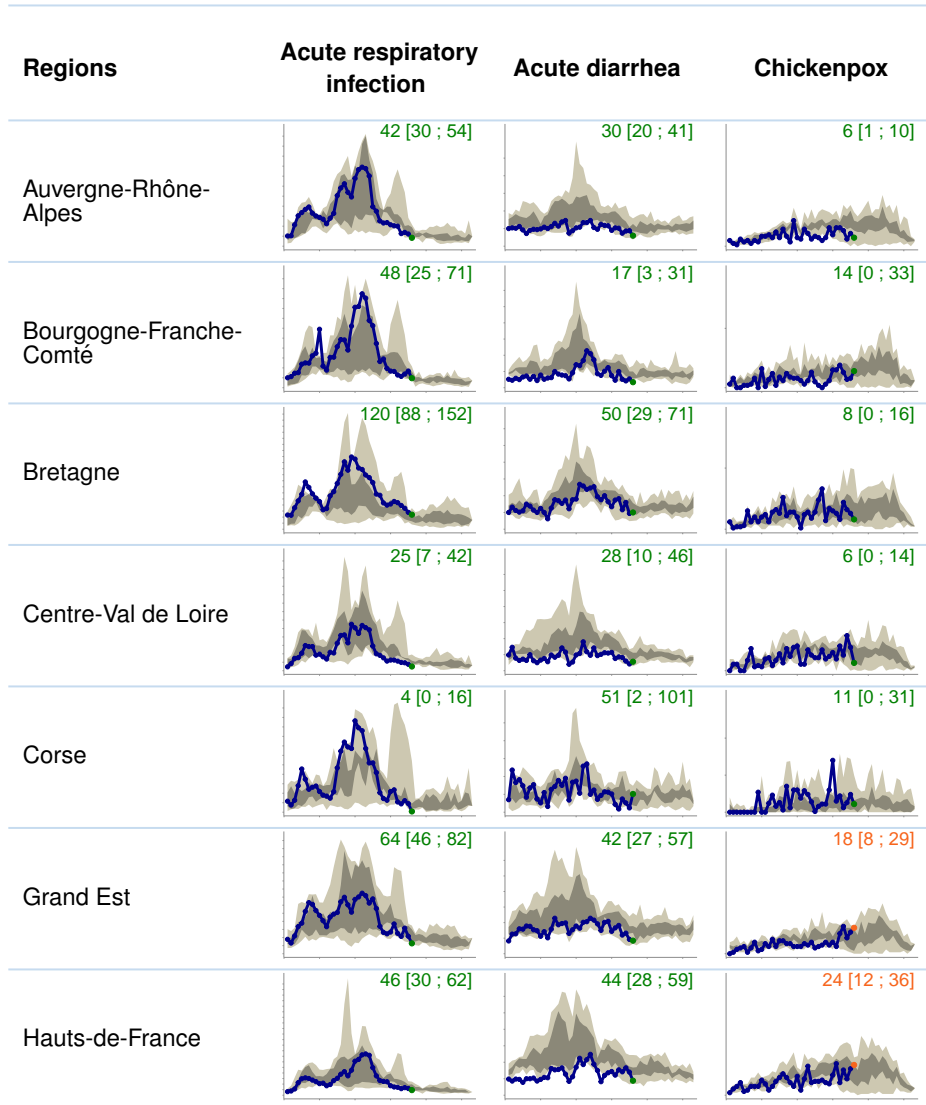 Regions
Acute respiratory
infection
Acute diarrhea
Chickenpox
Auvergne-Rhône-
Alpes
42 [30 ; 54]
30 [20 ; 41]
6 [1 ; 10]
Bourgogne-Franche-
Comté
48 [25 ; 71]
17 [3 ; 31]
14 [0 ; 33]
Bretagne
120 [88 ; 152]
50 [29 ; 71]
8 [0 ; 16]
Centre-Val de Loire
25 [7 ; 42]
28 [10 ; 46]
6 [0 ; 14]
Corse
4 [0 ; 16]
51 [2 ; 101]
11 [0 ; 31]
Grand Est
64 [46 ; 82]
42 [27 ; 57]
18 [8 ; 29]
Hauts-de-France
46 [30 ; 62]
44 [28 ; 59]
24 [12 ; 36]